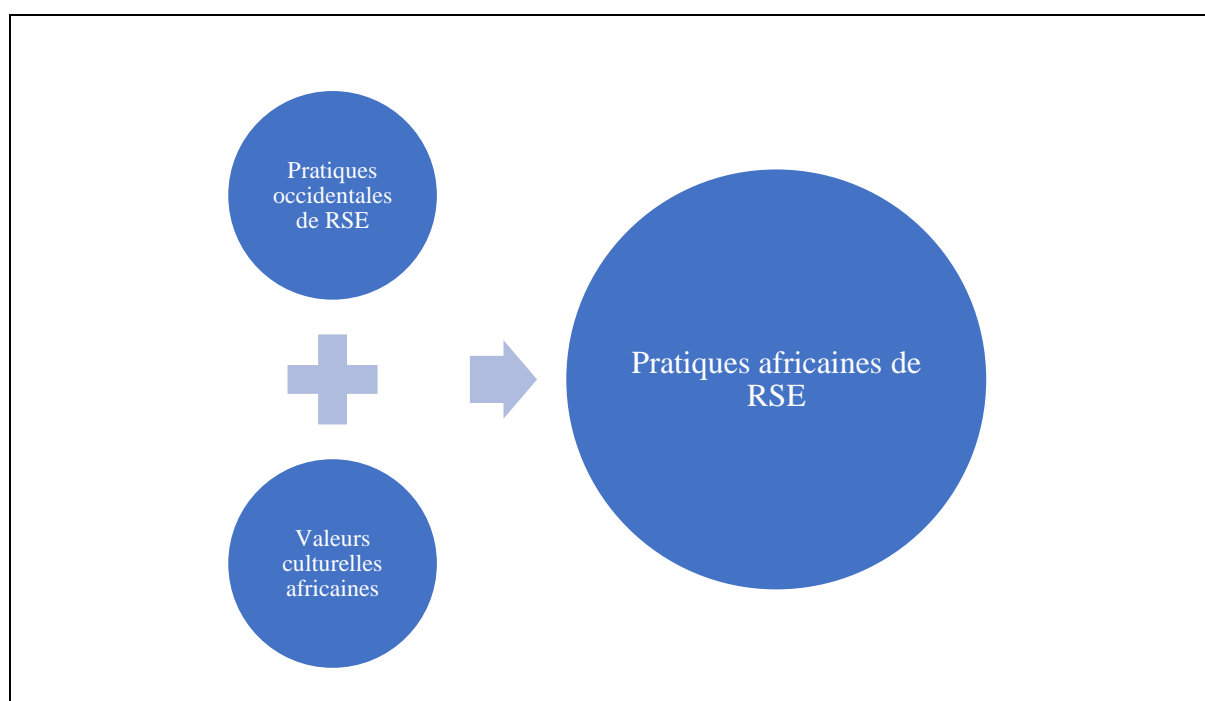 Pratiques
occidentales
de RSE
Valeurs
culturelles
africaines
Pratiques africaines de
RSE